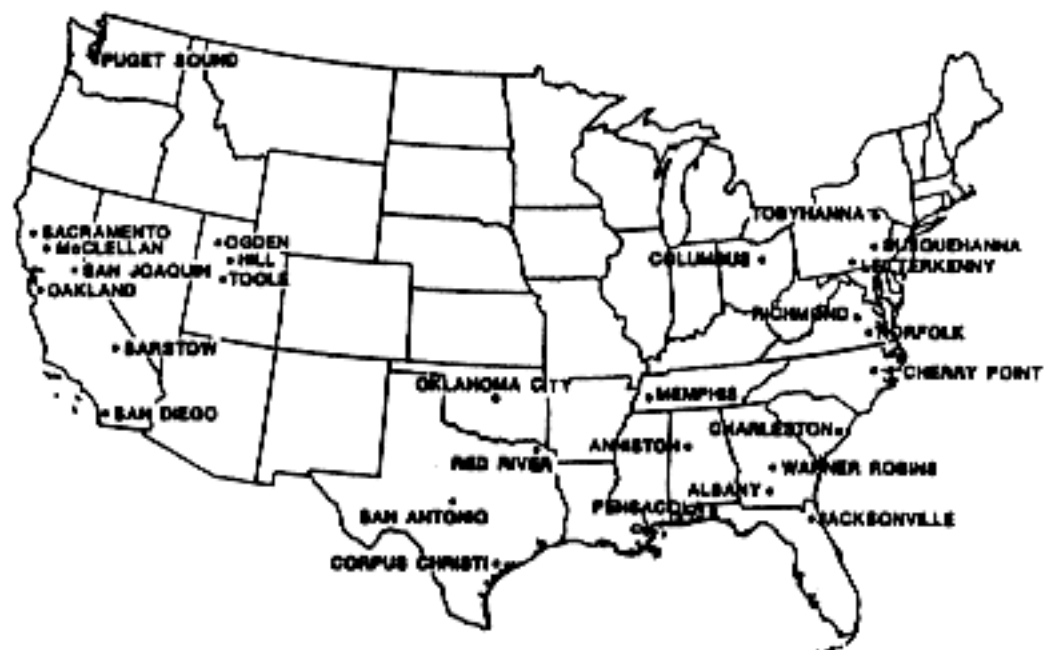 PUGET SOUND
TOBYHANNA
SACRAMENTO
McCLELLAN
OGDEN
SUSQUEHANNA
HILL
COLUMBUS
LETTERKENNY
SAN JOAQUIN
TOOLE
OAKLAND
RICHMOND
NORFOLK
BARSTOW
CHERRY POINT
OKLAHOMA CITY
MEMPHIS
SAN DIEGO
CHARLESTON
ANNISTON
RED RIVER
WARNER ROBINS
ALBANY
PENSACOLA
SAN ANTONIO
JACKSONVILLE
CORPUS CHRISTI